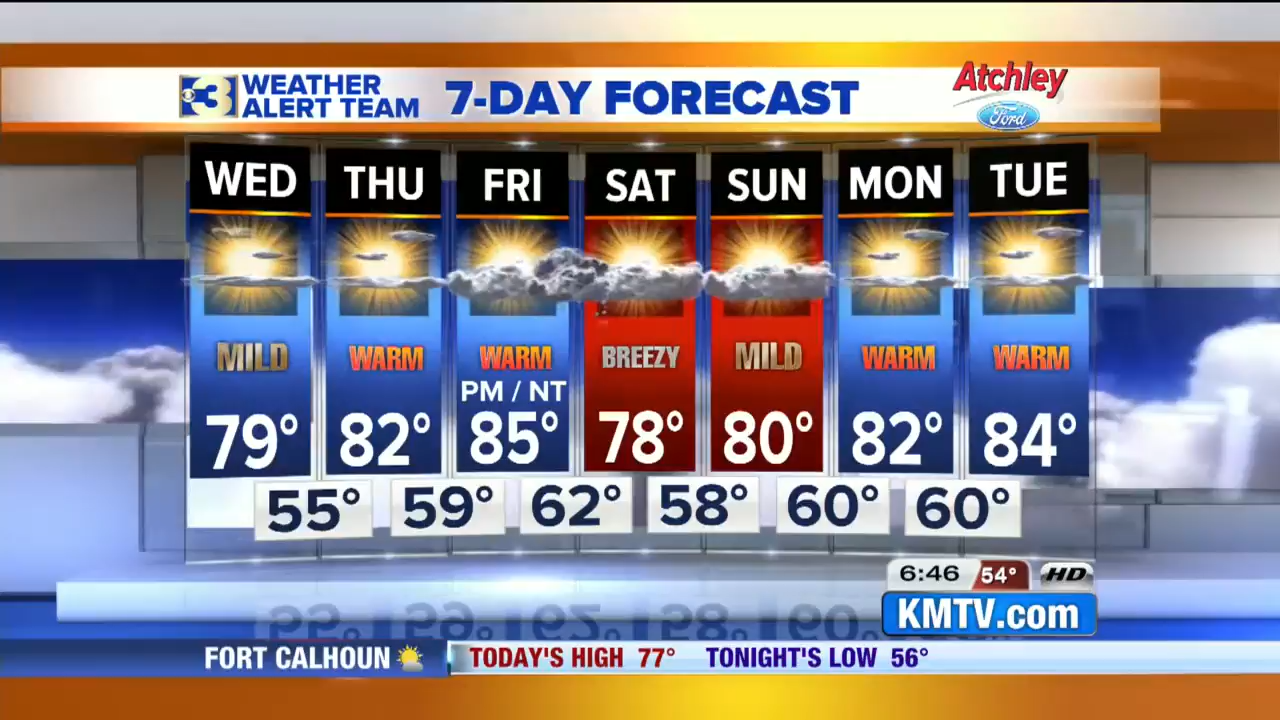 3 WEATHER ALERT TEAM 7-DAY FORECAST
Atchley
Ford
WED THU FRI SAT SUN MON TUE
MILD WARM WARM BREEZY MILD WARM WARM
PM / NT
79° 82° 85° 78° 80° 82° 84°
55° 59° 62° 58° 60° 60°
6:46 54° HD
KMTV.com
FORT CALHOUN TODAY'S HIGH 77° TONIGHT'S LOW 56°